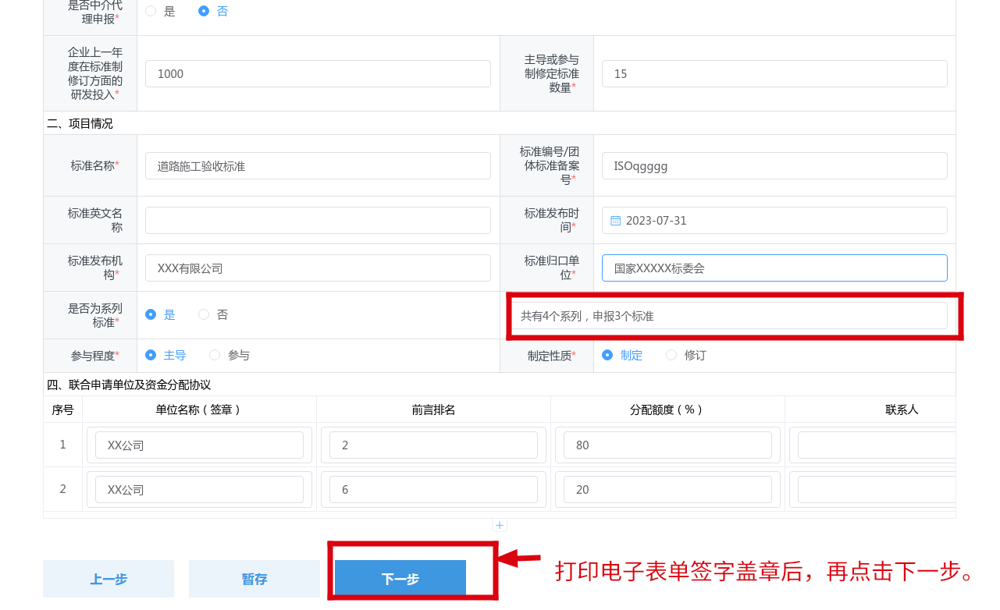 是否中介代
理申报*
是 否
企业上一年
度在标准制
修订方面的
研发投入*
1000
主导或参与
制修定标准
数量*
15
二、项目情况
标准名称*
道路施工验收标准
标准编号/团
体标准备案
号*
ISOqgggg
标准英文名
称
标准发布时
间*
2023-07-31
标准发布机
构*
XXX有限公司
标准归口单
位*
国家XXXXX标委会
是否为系列
标准*
是 否
共有4个系列，申报3个标准
参与程度*
主导 参与
制定性质*
制定 修订
四、联合申请单位及资金分配协议
序号 单位名称（签章） 前言排名 分配额度（%） 联系人
1 XX公司 2 80
2 XX公司 6 20
+
上一步 暂存 下一步
打印电子表单签字盖章后，再点击下一步。